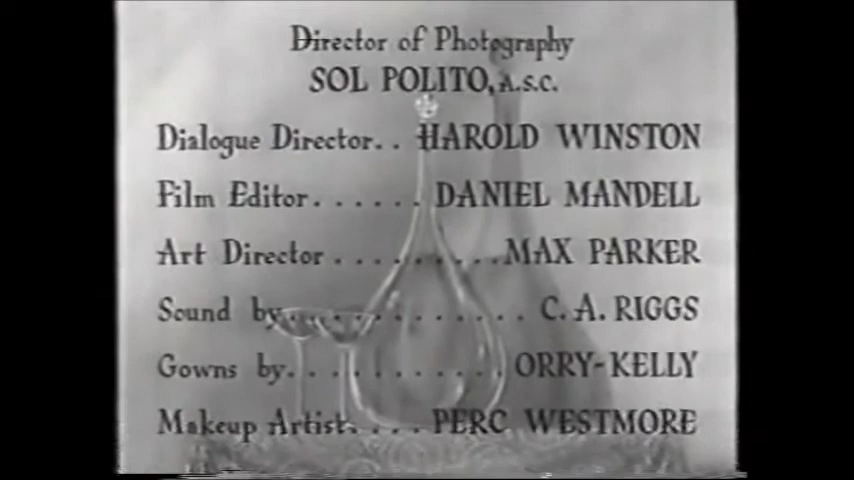 Director of Photography
SOL POLITO, A.S.C.
Dialogue Director.. HAROLD WINSTON
Film Editor...... DANIEL MANDELL
Art Director ......... MAX PARKER
Sound by.............. C. A. RIGGS
Gowns by........... ORRY-KELLY
Makeup Artist.... PERC WESTMORE